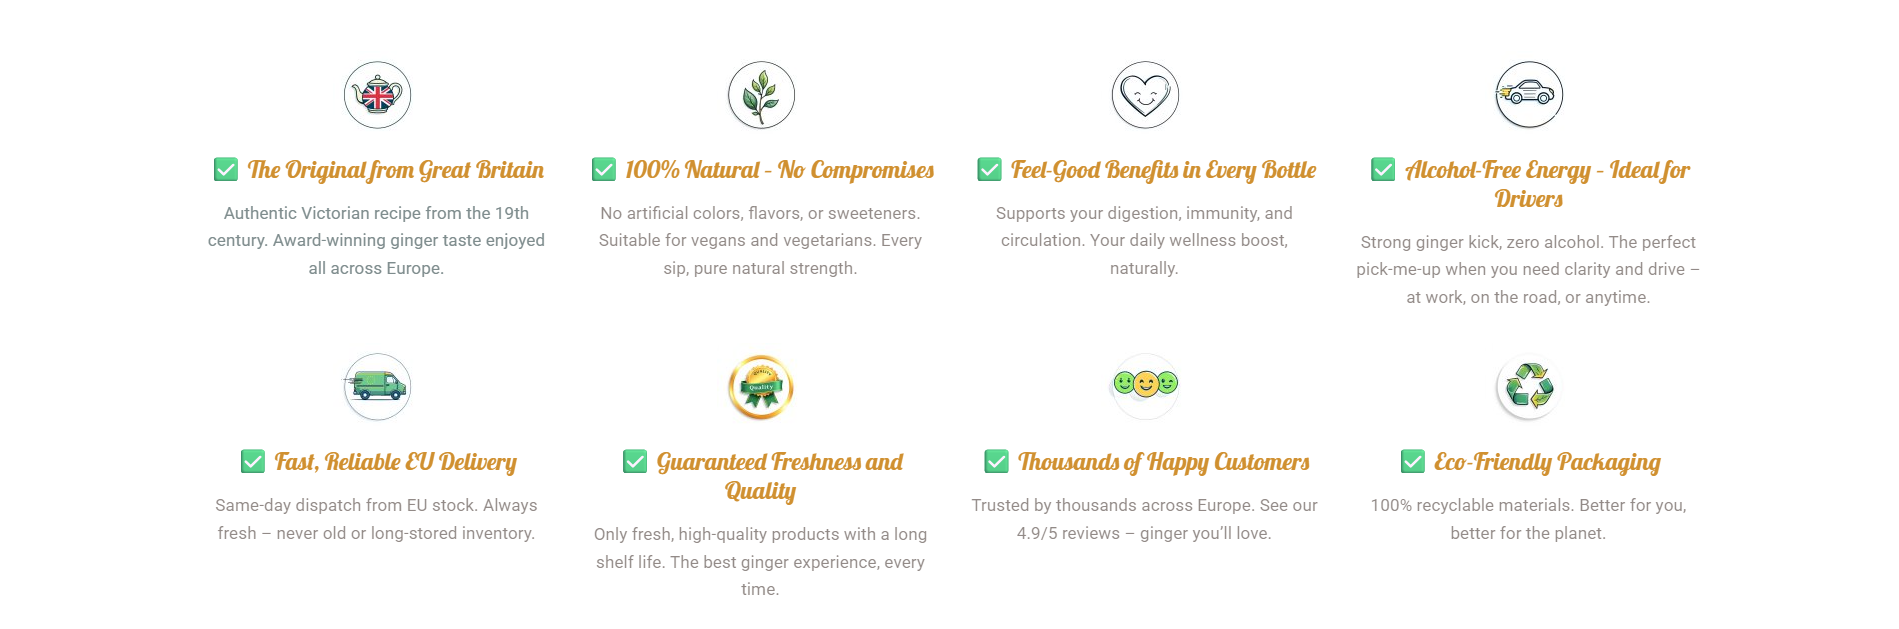 ✅ The Original from Great Britain
Authentic Victorian recipe from the 19th
century. Award-winning ginger taste enjoyed
all across Europe.
✅ 100% Natural – No Compromises
No artificial colors, flavors, or sweeteners.
Suitable for vegans and vegetarians. Every
sip, pure natural strength.
✅ Feel-Good Benefits in Every Bottle
Supports your digestion, immunity, and
circulation. Your daily wellness boost,
naturally.
✅ Alcohol-Free Energy – Ideal for
Drivers
Strong ginger kick, zero alcohol. The perfect
pick-me-up when you need clarity and drive –
at work, on the road, or anytime.
✅ Fast, Reliable EU Delivery
Same-day dispatch from EU stock. Always
fresh – never old or long-stored inventory.
QUALITY
Quality
✅ Guaranteed Freshness and
Quality
Only fresh, high-quality products with a long
shelf life. The best ginger experience, every
time.
✅ Thousands of Happy Customers
Trusted by thousands across Europe. See our
4.9/5 reviews – ginger you’ll love.
✅ Eco-Friendly Packaging
100% recyclable materials. Better for you,
better for the planet.